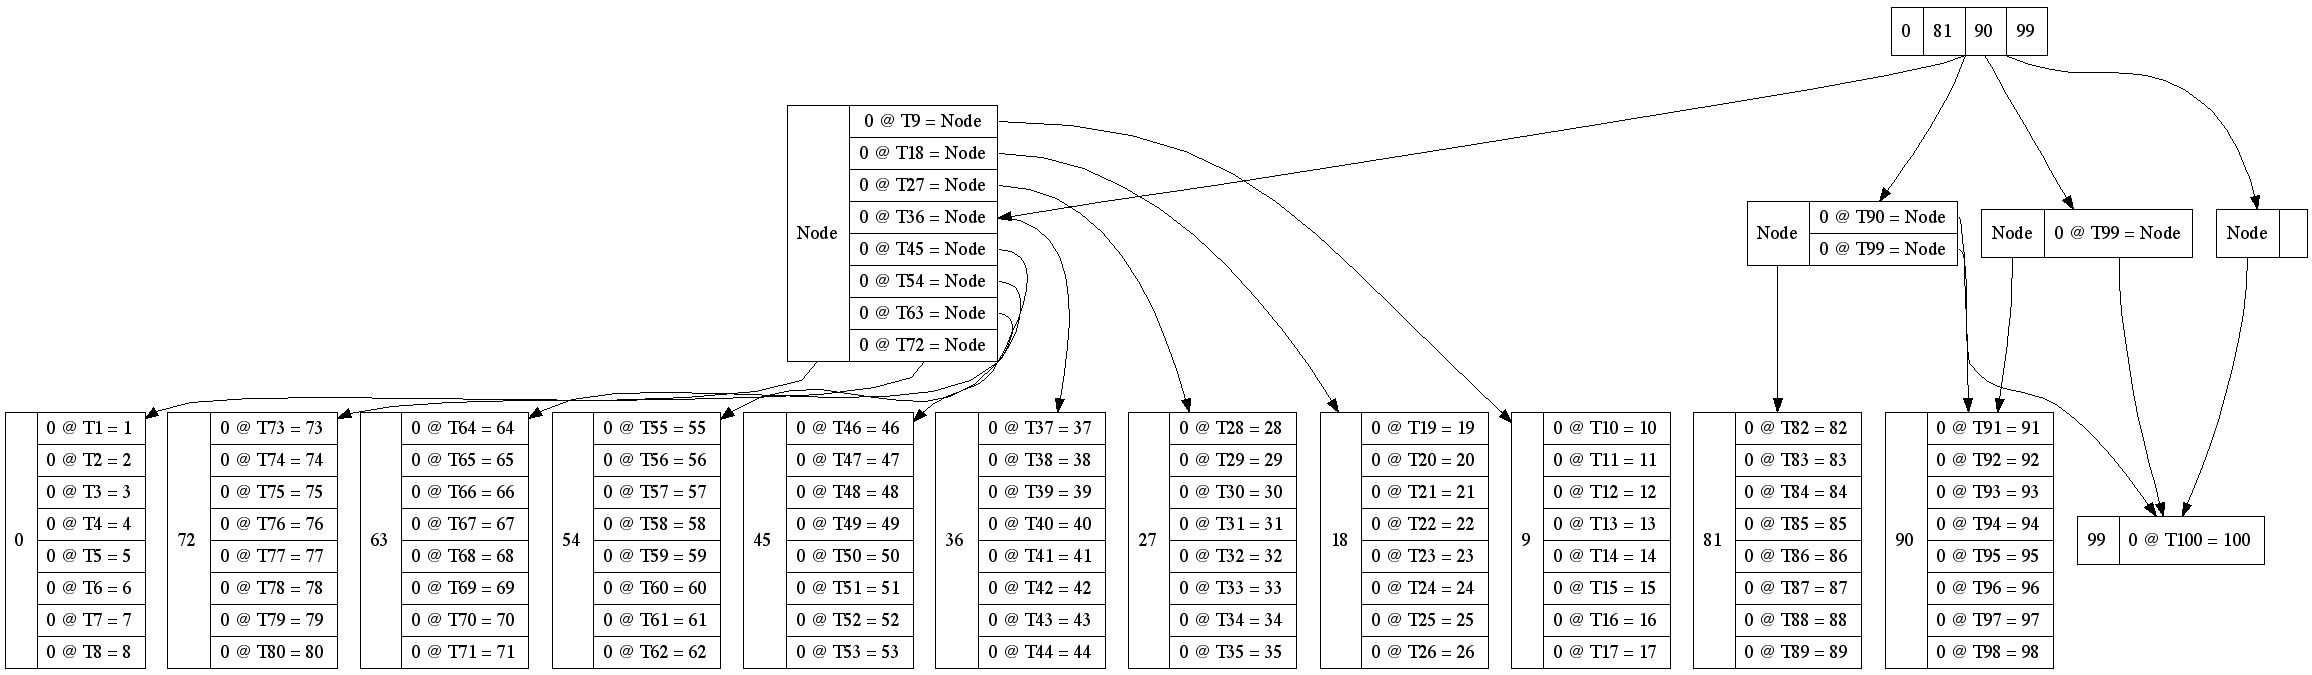 0 81 90 99
Node
0 @ T9 = Node
0 @ T18 = Node
0 @ T27 = Node
0 @ T36 = Node
0 @ T45 = Node
0 @ T54 = Node
0 @ T63 = Node
0 @ T72 = Node
Node
0 @ T90 = Node
0 @ T99 = Node
Node
0 @ T99 = Node
Node
0
0 @ T1 = 1
0 @ T2 = 2
0 @ T3 = 3
0 @ T4 = 4
0 @ T5 = 5
0 @ T6 = 6
0 @ T7 = 7
0 @ T8 = 8
72
0 @ T73 = 73
0 @ T74 = 74
0 @ T75 = 75
0 @ T76 = 76
0 @ T77 = 77
0 @ T78 = 78
0 @ T79 = 79
0 @ T80 = 80
63
0 @ T64 = 64
0 @ T65 = 65
0 @ T66 = 66
0 @ T67 = 67
0 @ T68 = 68
0 @ T69 = 69
0 @ T70 = 70
0 @ T71 = 71
54
0 @ T55 = 55
0 @ T56 = 56
0 @ T57 = 57
0 @ T58 = 58
0 @ T59 = 59
0 @ T60 = 60
0 @ T61 = 61
0 @ T62 = 62
45
0 @ T46 = 46
0 @ T47 = 47
0 @ T48 = 48
0 @ T49 = 49
0 @ T50 = 50
0 @ T51 = 51
0 @ T52 = 52
0 @ T53 = 53
36
0 @ T37 = 37
0 @ T38 = 38
0 @ T39 = 39
0 @ T40 = 40
0 @ T41 = 41
0 @ T42 = 42
0 @ T43 = 43
0 @ T44 = 44
27
0 @ T28 = 28
0 @ T29 = 29
0 @ T30 = 30
0 @ T31 = 31
0 @ T32 = 32
0 @ T33 = 33
0 @ T34 = 34
0 @ T35 = 35
18
0 @ T19 = 19
0 @ T20 = 20
0 @ T21 = 21
0 @ T22 = 22
0 @ T23 = 23
0 @ T24 = 24
0 @ T25 = 25
0 @ T26 = 26
9
0 @ T10 = 10
0 @ T11 = 11
0 @ T12 = 12
0 @ T13 = 13
0 @ T14 = 14
0 @ T15 = 15
0 @ T16 = 16
0 @ T17 = 17
81
0 @ T82 = 82
0 @ T83 = 83
0 @ T84 = 84
0 @ T85 = 85
0 @ T86 = 86
0 @ T87 = 87
0 @ T88 = 88
0 @ T89 = 89
90
0 @ T91 = 91
0 @ T92 = 92
0 @ T93 = 93
0 @ T94 = 94
0 @ T95 = 95
0 @ T96 = 96
0 @ T97 = 97
0 @ T98 = 98
99
0 @ T100 = 100